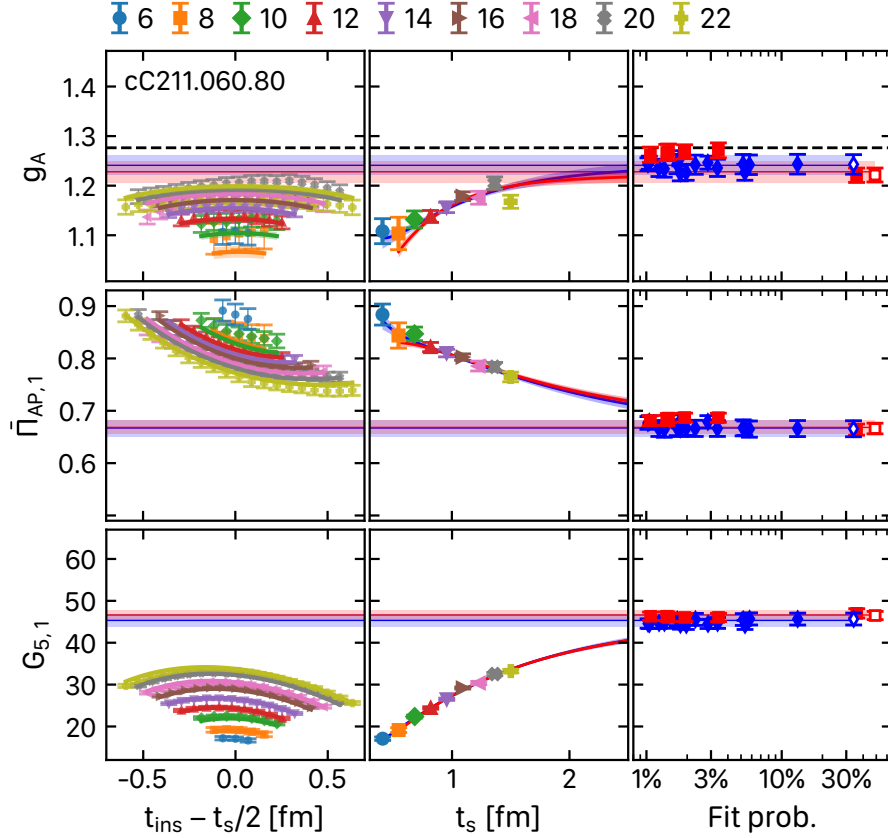 6 8 10 12 14 16 18 20 22
cC211.060.80
g_A
1.4
1.3
1.2
1.1
Π̄_AP, 1
0.9
0.8
0.7
0.6
G_5, 1
60
50
40
30
20
−0.5 0.0 0.5
1 2
1% 3% 10% 30%
t_ins − t_s/2 [fm]
t_s [fm]
Fit prob.